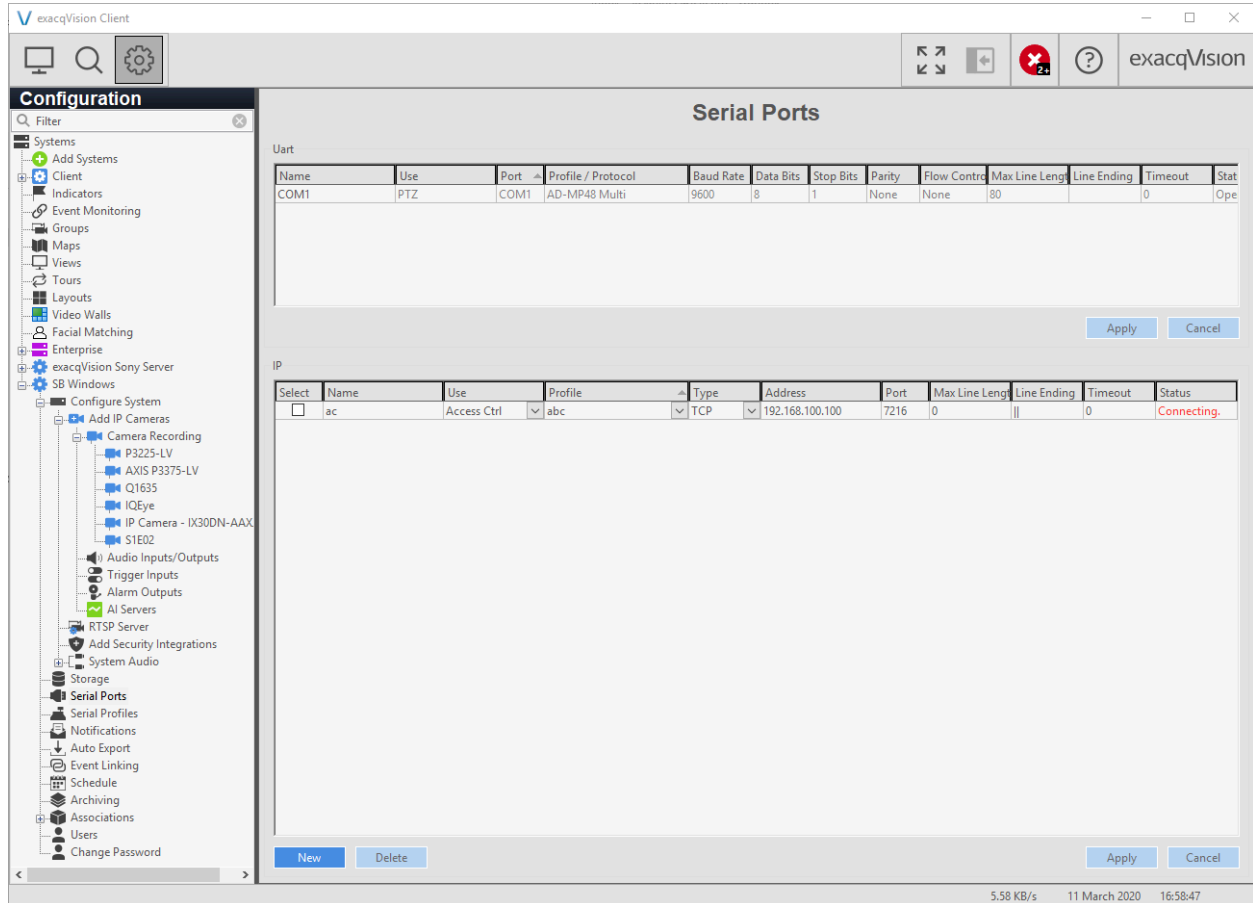 exacqVision Client
2+
?
exacqVision
Configuration
Filter
Systems
Add Systems
Client
Indicators
Event Monitoring
Groups
Maps
Views
Tours
Layouts
Video Walls
Facial Matching
Enterprise
exacqVision Sony Server
SB Windows
Configure System
Add IP Cameras
Camera Recording
P3225-LV
AXIS P3375-LV
Q1635
IQEye
IP Camera - IX30DN-AAX
S1E02
Audio Inputs/Outputs
Trigger Inputs
Alarm Outputs
AI Servers
RTSP Server
Add Security Integrations
System Audio
Storage
Serial Ports
Serial Profiles
Notifications
Auto Export
Event Linking
Schedule
Archiving
Associations
Users
Change Password
Serial Ports
Uart
Name Use Port Profile / Protocol Baud Rate Data Bits Stop Bits Parity Flow Contro Max Line Lengt Line Ending Timeout Stat
COM1 PTZ COM1 AD-MP48 Multi 9600 8 1 None None 80 0 Ope
Apply Cancel
IP
Select Name Use Profile Type Address Port Max Line Lengt Line Ending Timeout Status
ac Access Ctrl abc TCP 192.168.100.100 7216 0 || 0 Connecting.
New Delete Apply Cancel
5.58 KB/s 11 March 2020 16:58:47